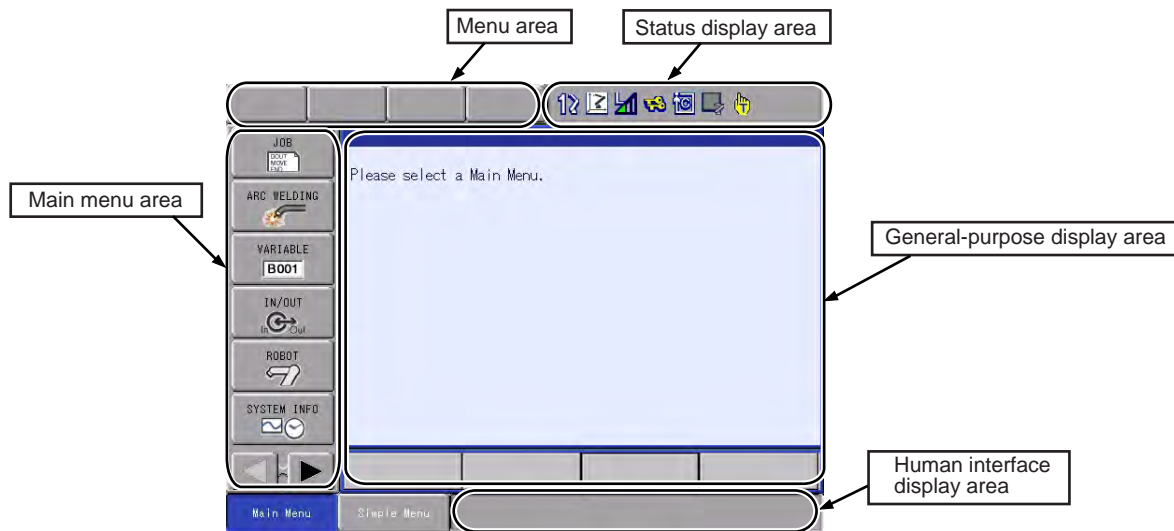 Menu area
Status display area
JOB
DOUT
MOVE
END
Please select a Main Menu.
ARC WELDING
Main menu area
VARIABLE
B001
General-purpose display area
IN/OUT
In Out
ROBOT
SYSTEM INFO
Human interface
display area
Main Menu
Simple Menu